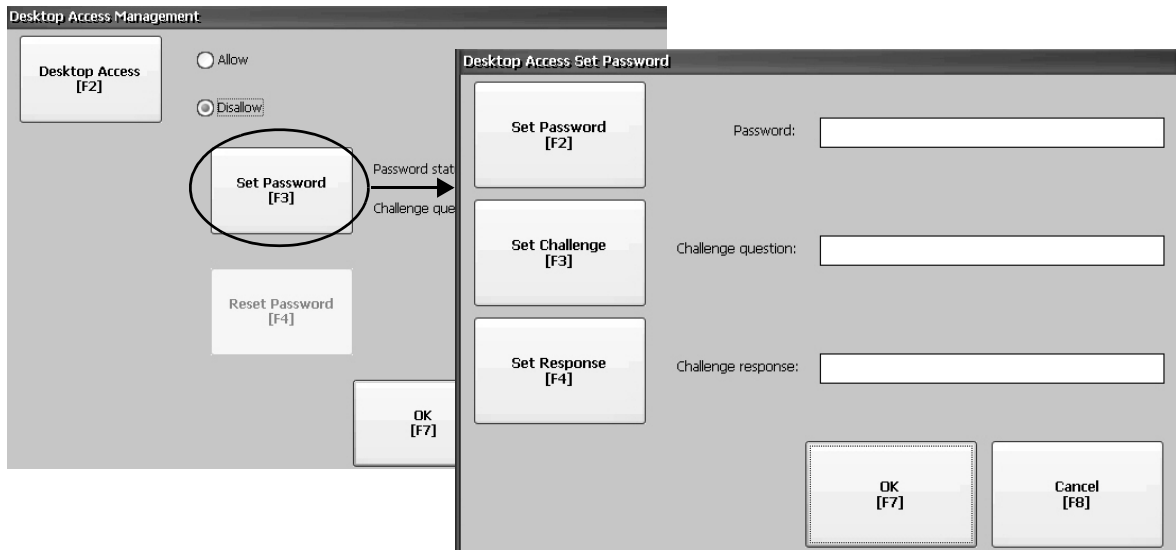 Desktop Access Management
Desktop Access
[F2]
Allow
Disallow
Set Password
[F3]
Password stat
Challenge que
Reset Password
[F4]
OK
[F7]
Desktop Access Set Password
Set Password
[F2]
Password:
Set Challenge
[F3]
Challenge question:
Set Response
[F4]
Challenge response:
OK
[F7]
Cancel
[F8]